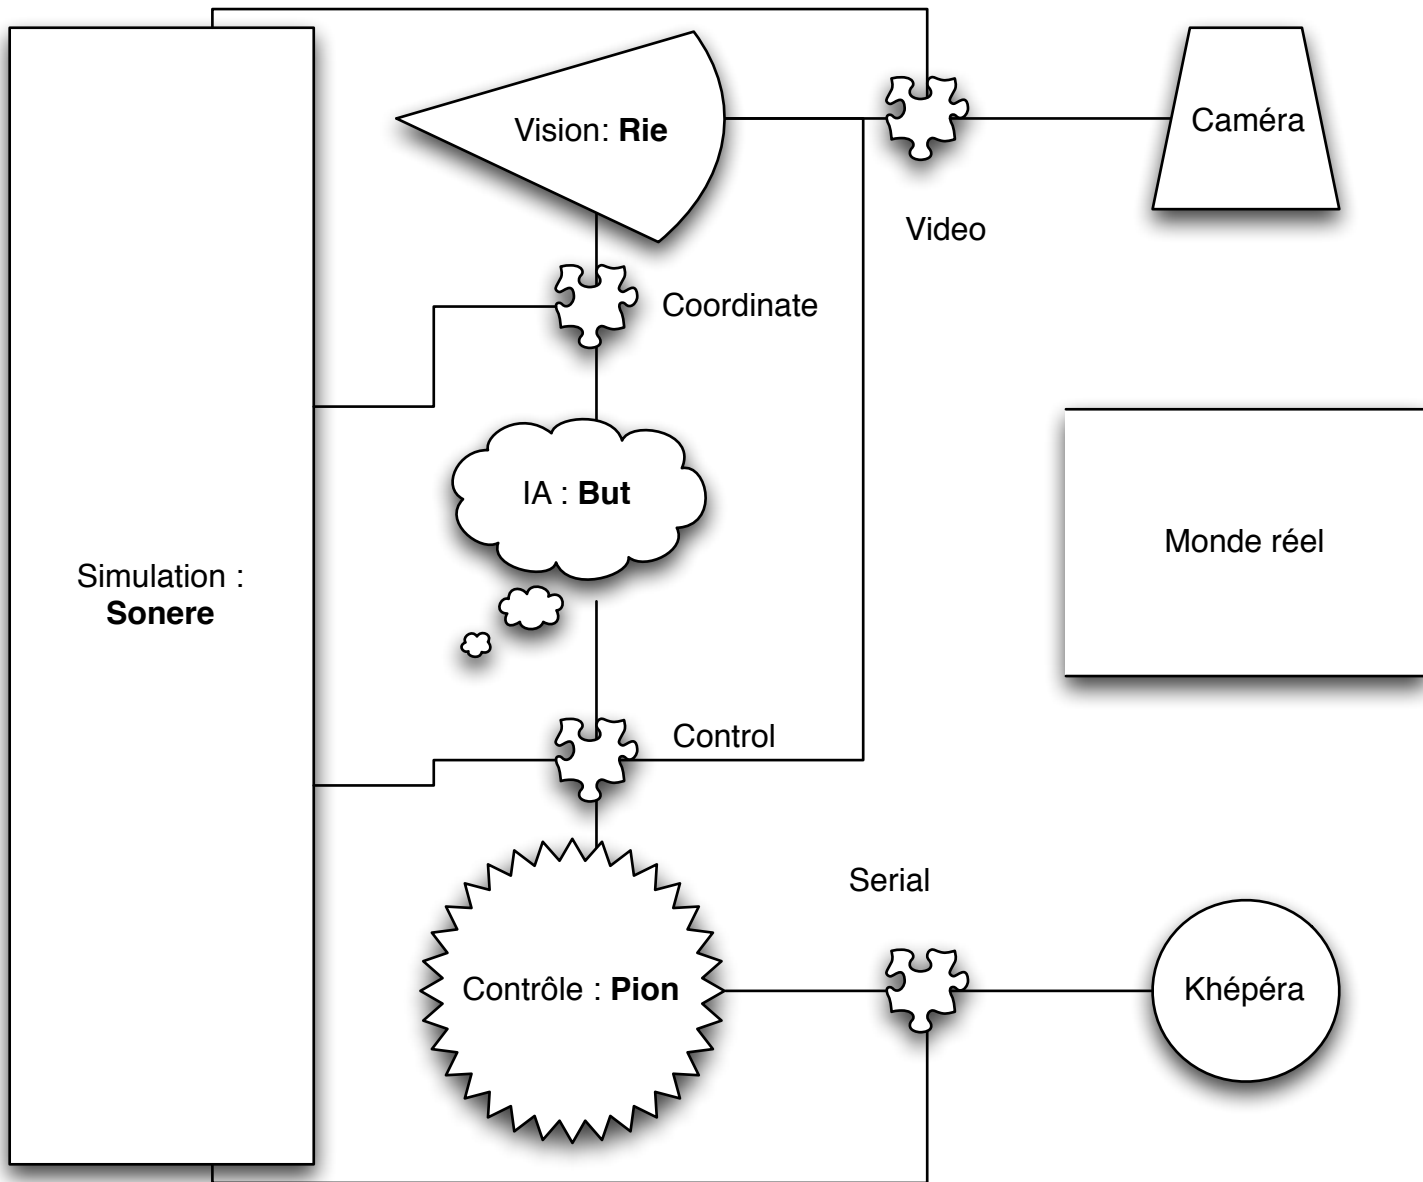 Vision: Rie
Caméra
Video
Coordinate
IA : But
Monde réel
Simulation :
Sonere
Control
Serial
Contrôle : Pion
Khépéra